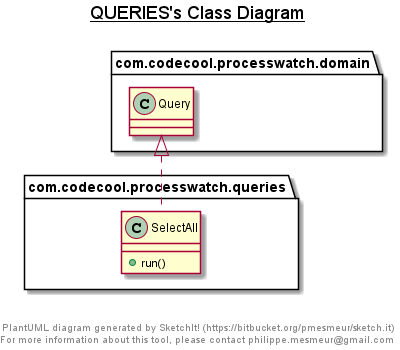 QUERIES's Class Diagram
com.codecool.processwatch.domain
C Query
com.codecool.processwatch.queries
C SelectAll
run()
PlantUML diagram generated by SketchIt! (https://bitbucket.org/pmesmeur/sketch.it)
For more information about this tool, please contact philippe.mesmeur@gmail.com